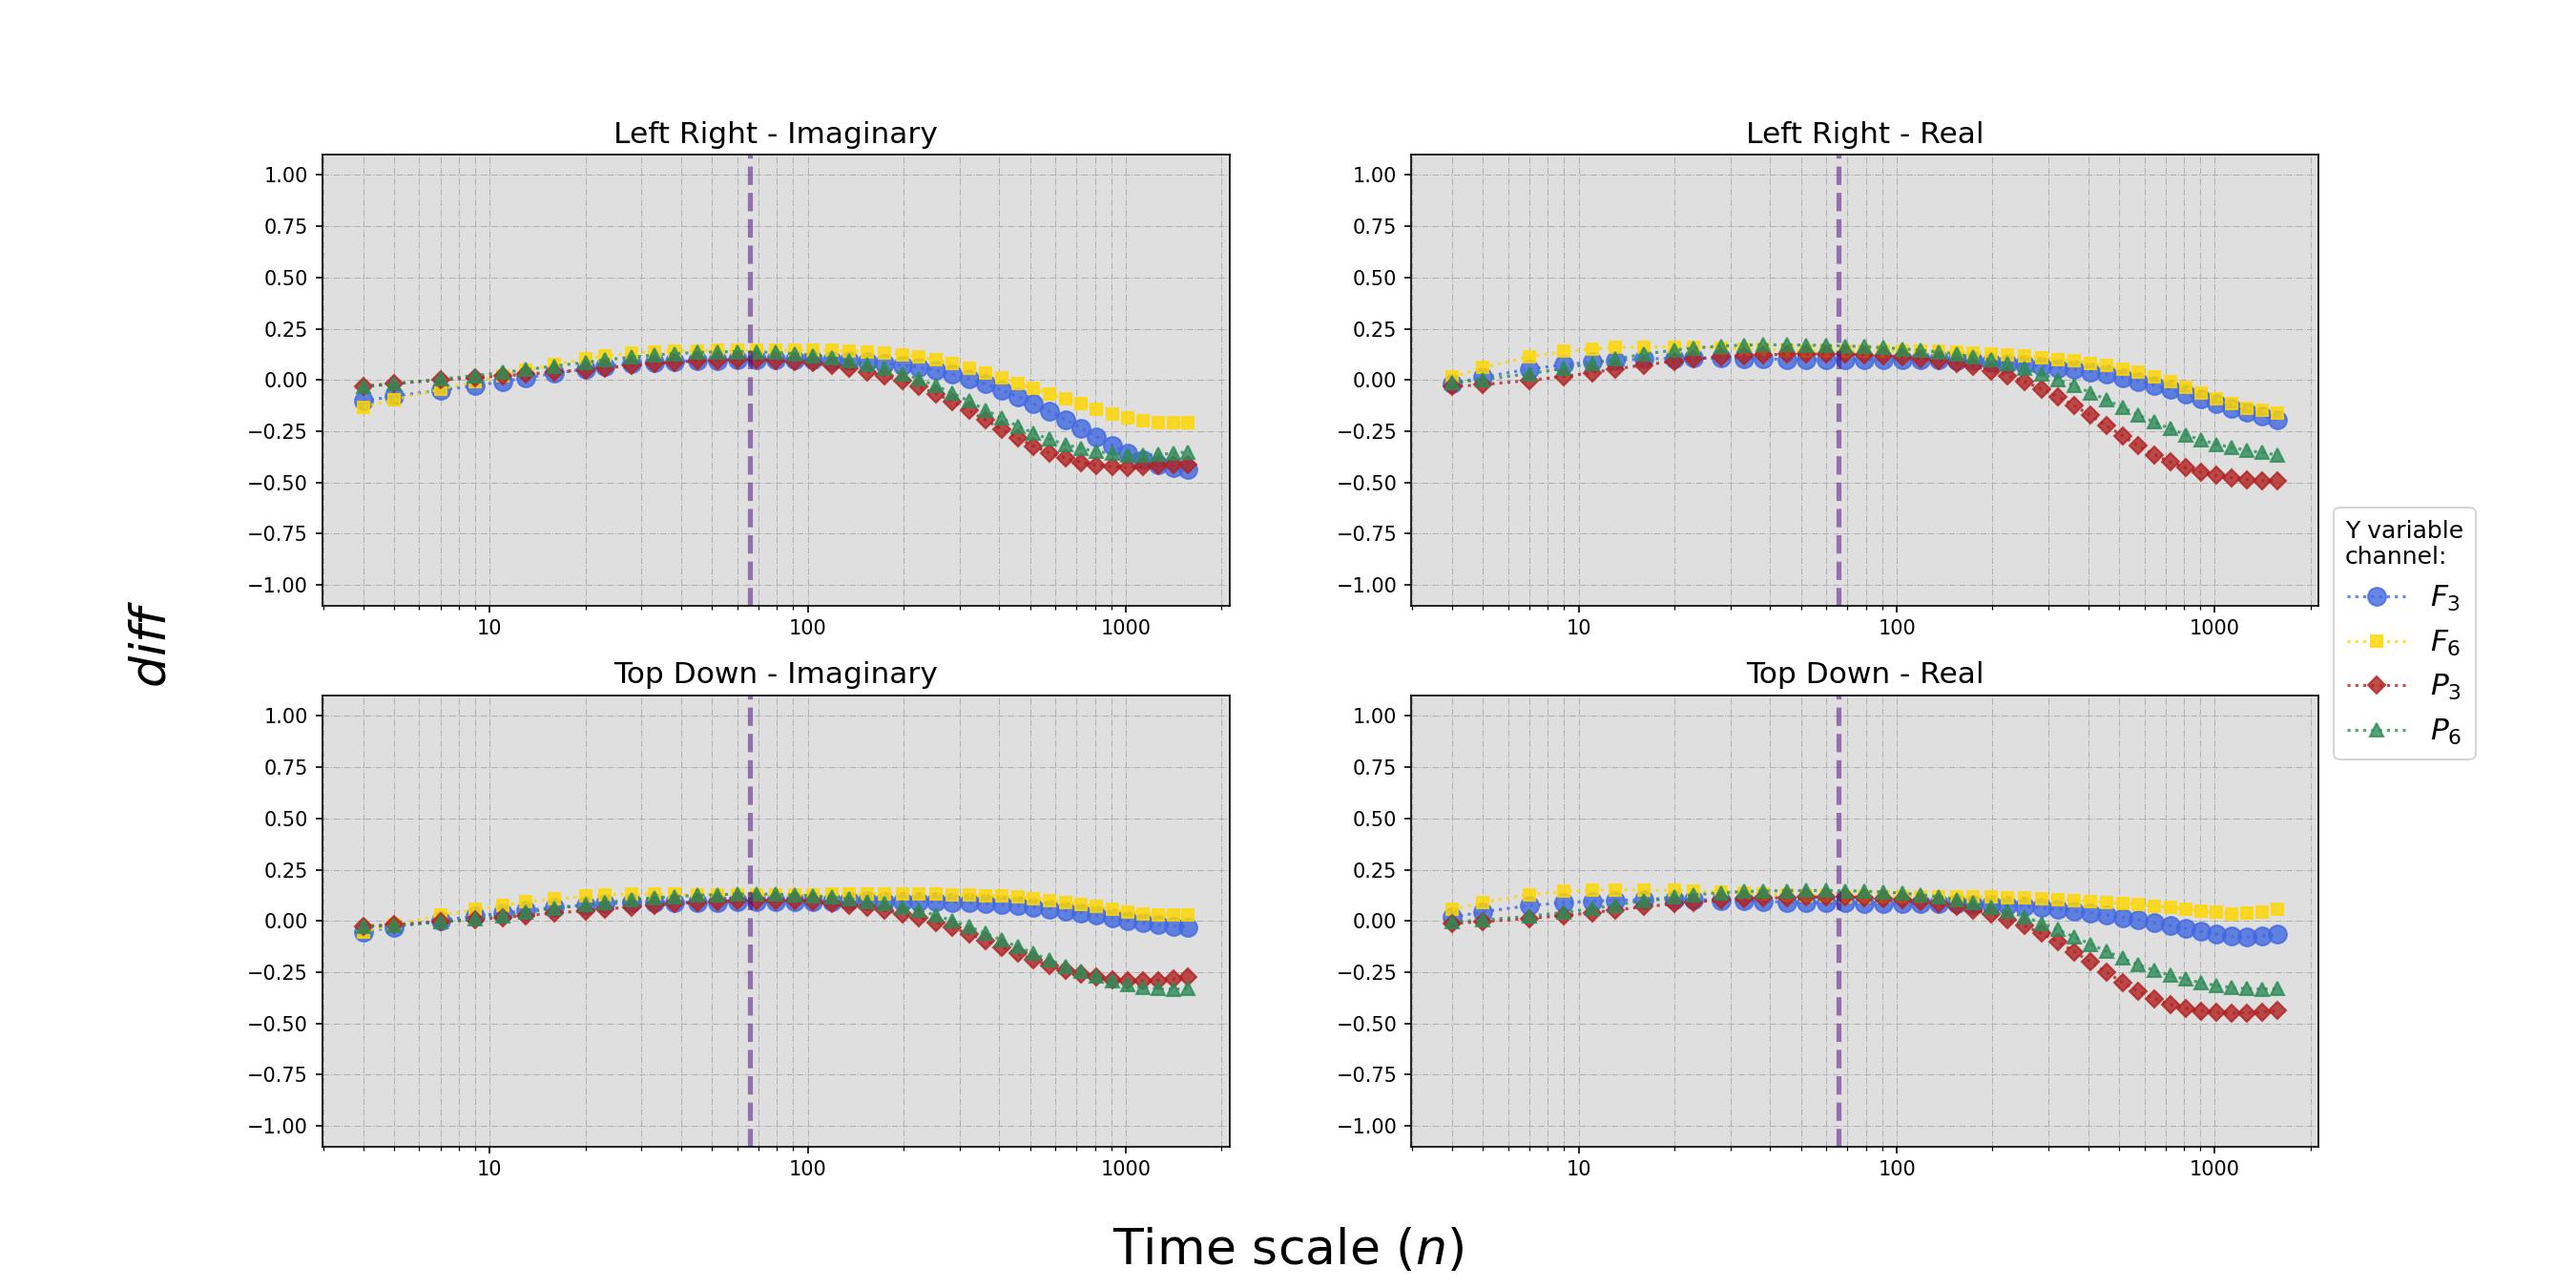 Left Right - Imaginary
1.00
0.75
0.50
0.25
0.00
−0.25
−0.50
−0.75
−1.00
10 100 1000
Left Right - Real
1.00
0.75
0.50
0.25
0.00
−0.25
−0.50
−0.75
−1.00
10 100 1000
diff
Top Down - Imaginary
1.00
0.75
0.50
0.25
0.00
−0.25
−0.50
−0.75
−1.00
10 100 1000
Top Down - Real
1.00
0.75
0.50
0.25
0.00
−0.25
−0.50
−0.75
−1.00
10 100 1000
Y variable
channel:
F₃
F₆
P₃
P₆
Time scale (n)